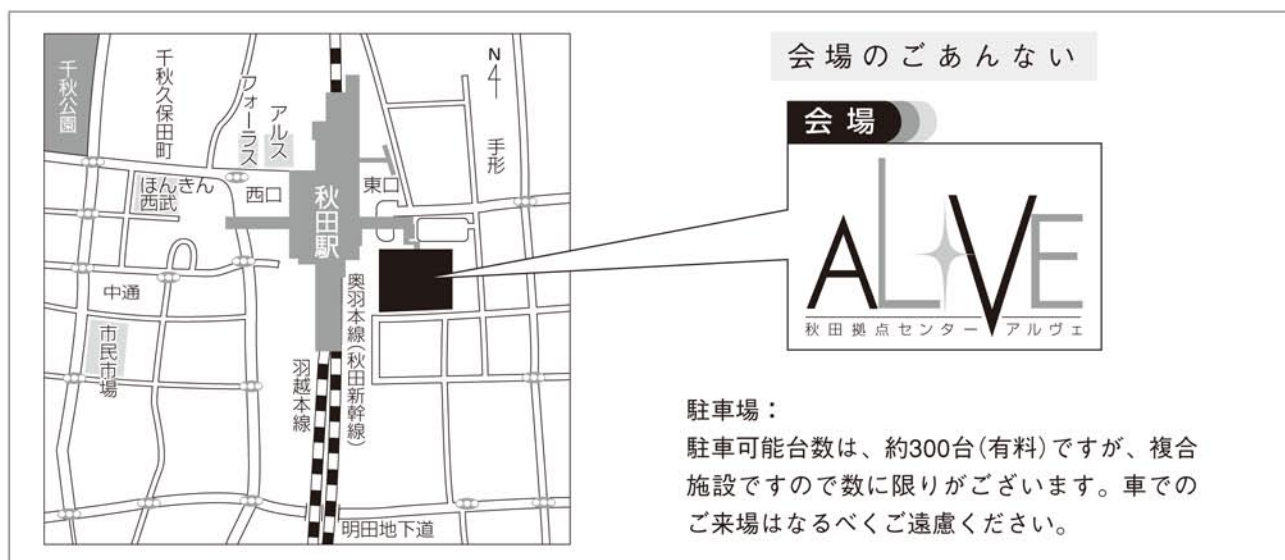 千秋公園
千秋久保田町
フォーラス
アルス
N
手形
ほんきん
西武
西口
秋田駅
東口
中通
市民市場
羽越本線
奥羽本線(秋田新幹線)
明田地下道
会場のごあんない
会場
ALIVE
秋田拠点センター アルヴェ
駐車場：
駐車可能台数は、約300台(有料)ですが、複合
施設ですので数に限りがございます。車での
ご来場はなるべくご遠慮ください。